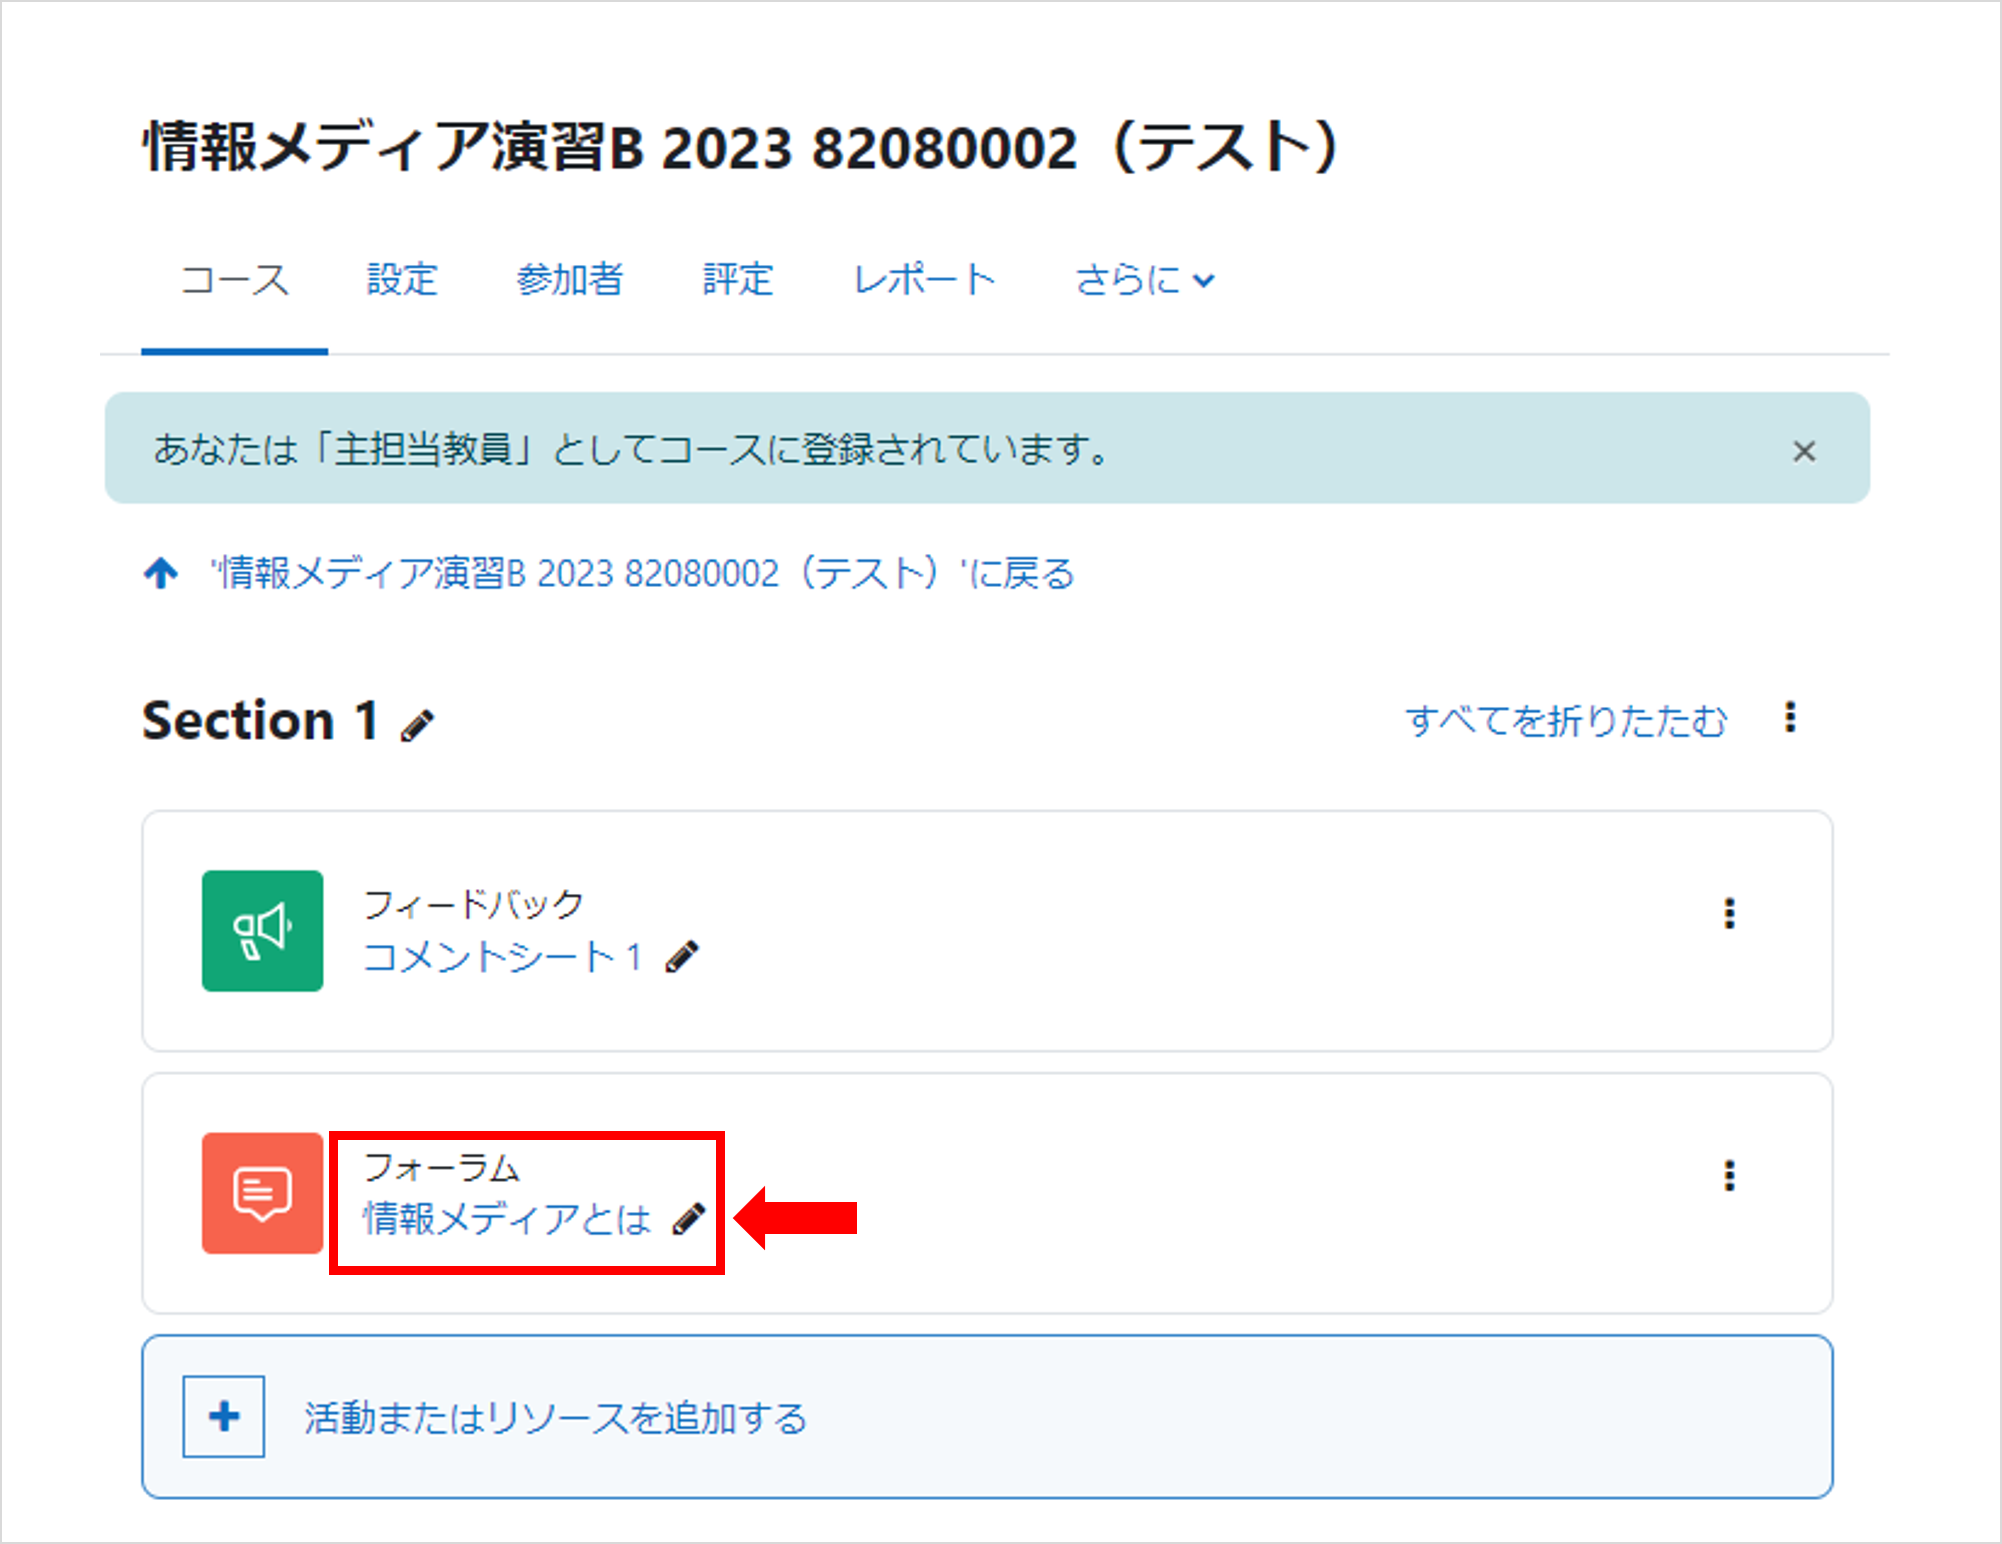 情報メディア演習B 2023 82080002（テスト）
コース 設定 参加者 評定 レポート さらに
あなたは「主担当教員」としてコースに登録されています。 ×
'情報メディア演習B 2023 82080002（テスト）'に戻る
Section 1 すべてを折りたたむ
フィードバック
コメントシート 1
フォーラム
情報メディアとは
活動またはリソースを追加する